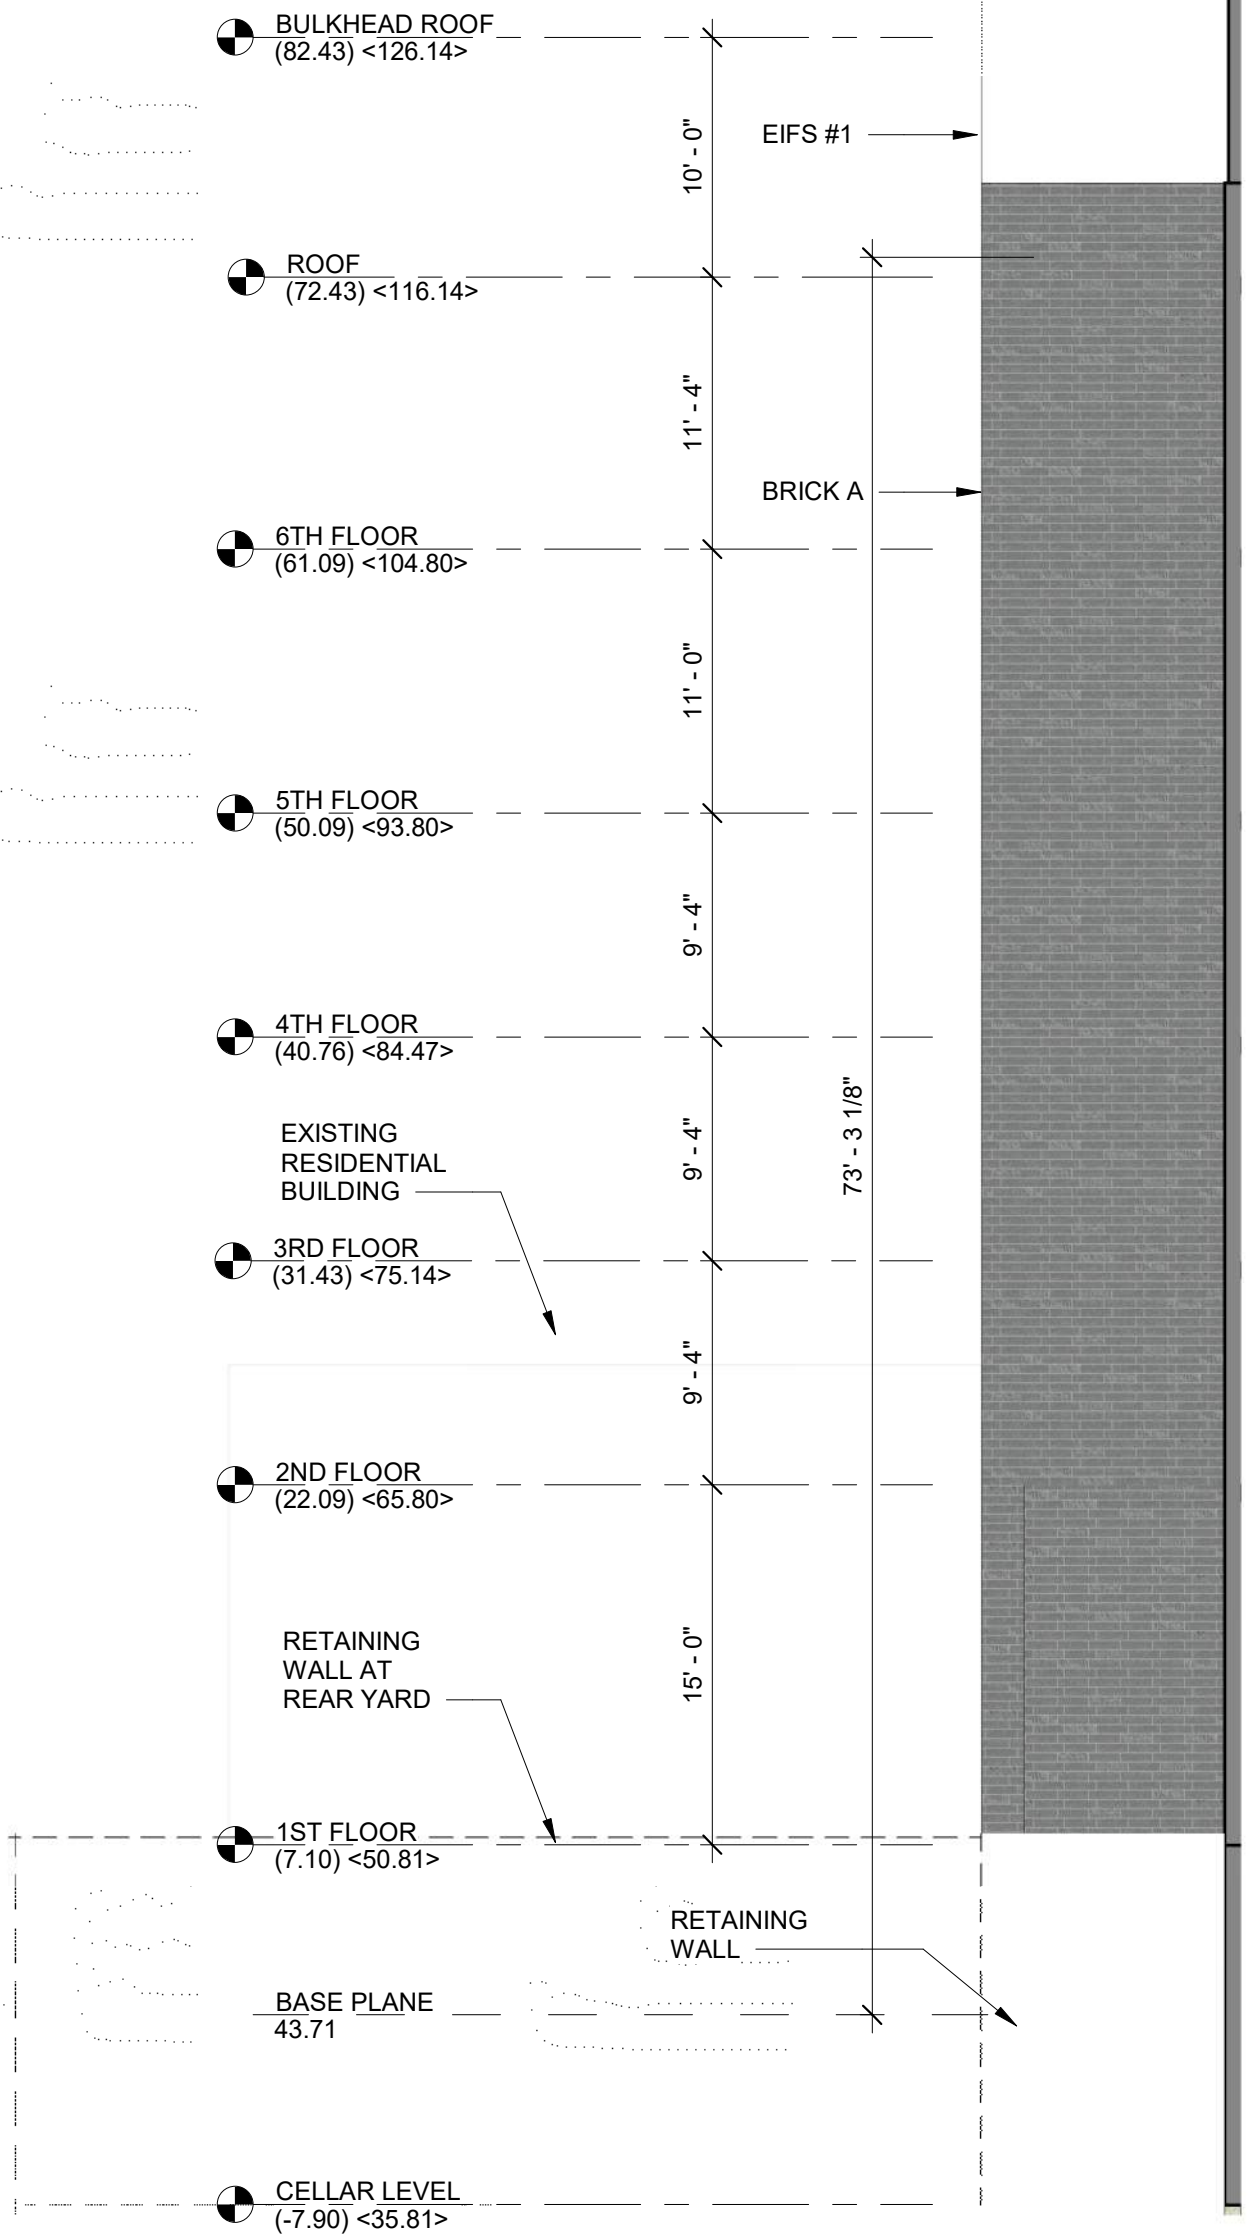 BULKHEAD ROOF
(82.43) <126.14>
10' - 0"
EIFS #1
ROOF
(72.43) <116.14>
11' - 4"
BRICK A
6TH FLOOR
(61.09) <104.80>
11' - 0"
5TH FLOOR
(50.09) <93.80>
9' - 4"
4TH FLOOR
(40.76) <84.47>
73' - 3 1/8"
EXISTING
RESIDENTIAL
BUILDING
9' - 4"
3RD FLOOR
(31.43) <75.14>
9' - 4"
2ND FLOOR
(22.09) <65.80>
RETAINING
WALL AT
REAR YARD
15' - 0"
1ST FLOOR
(7.10) <50.81>
RETAINING
WALL
BASE PLANE
43.71
CELLAR LEVEL
(-7.90) <35.81>